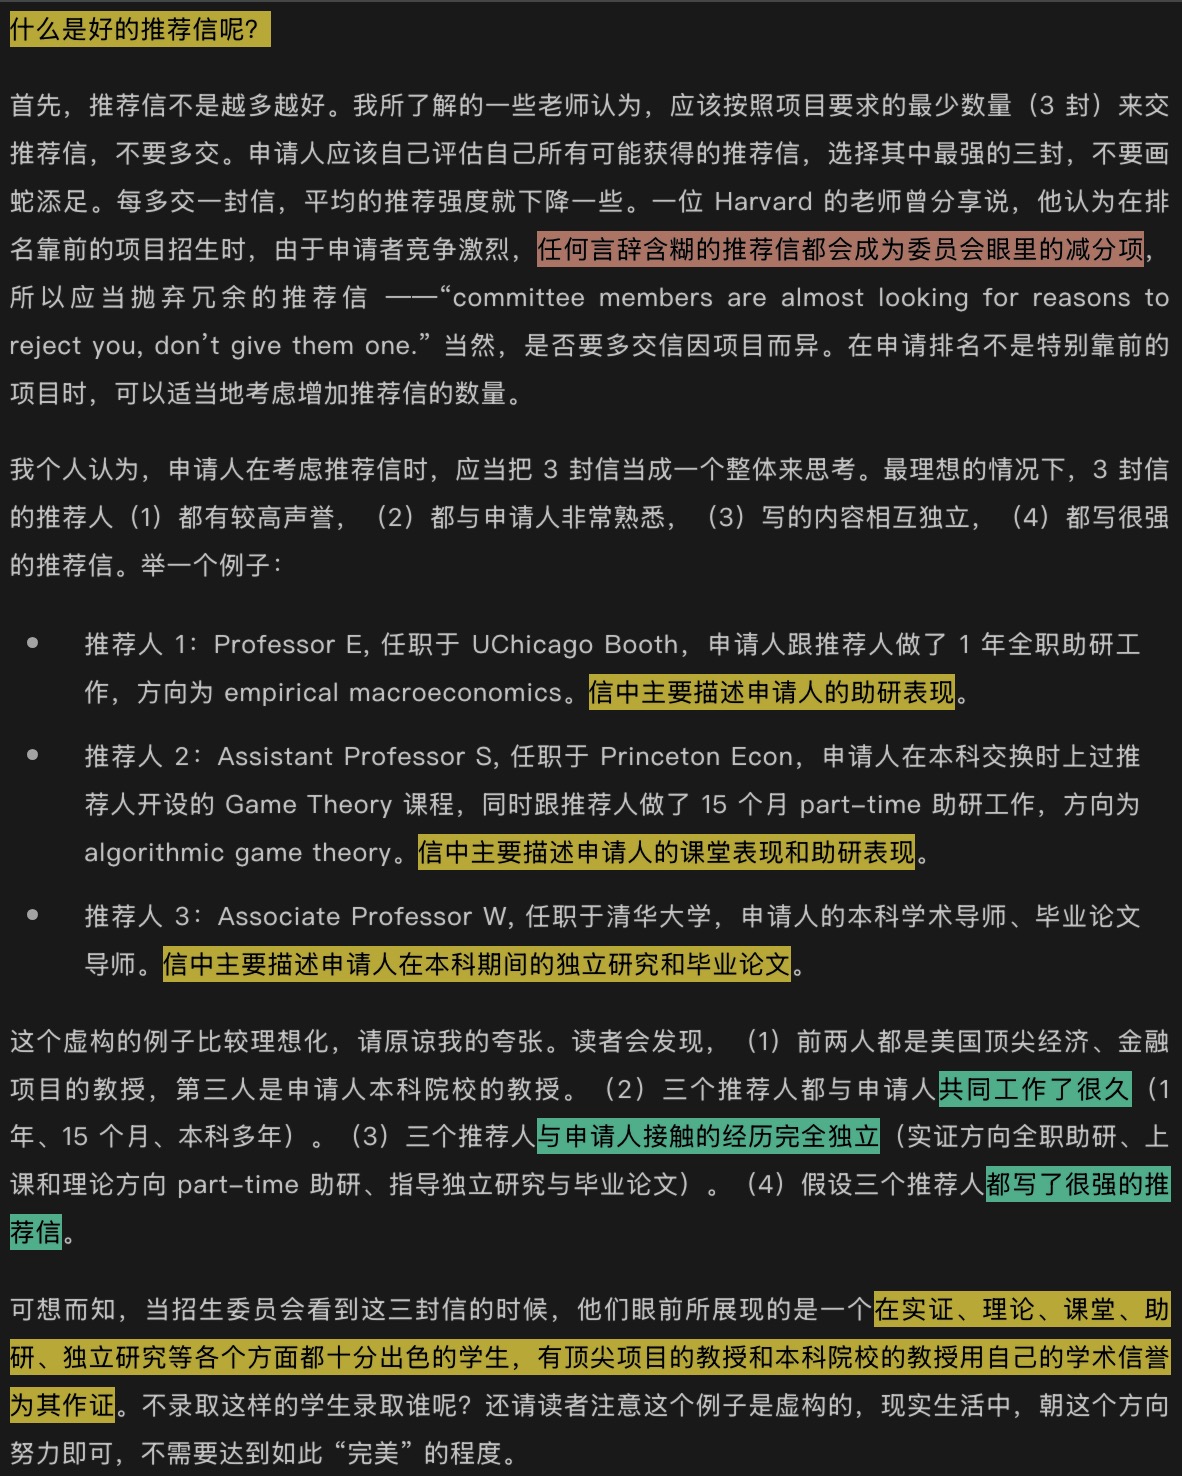 什么是好的推荐信呢？
首先，推荐信不是越多越好。我所了解的一些老师认为，应该按照项目要求的最少数量（3 封）来交
推荐信，不要多交。申请人应该自己评估自己所有可能获得的推荐信，选择其中最强的三封，不要画
蛇添足。每多交一封信，平均的推荐强度就下降一些。一位 Harvard 的老师曾分享说，他认为在排
名靠前的项目招生时，由于申请者竞争激烈，任何言辞含糊的推荐信都会成为委员会眼里的减分项，
所以应当抛弃冗余的推荐信 ——“committee members are almost looking for reasons to
reject you, don’t give them one.” 当然，是否要多交信因项目而异。在申请排名不是特别靠前的
项目时，可以适当地考虑增加推荐信的数量。
我个人认为，申请人在考虑推荐信时，应当把 3 封信当成一个整体来思考。最理想的情况下，3 封信
的推荐人（1）都有较高声誉，（2）都与申请人非常熟悉，（3）写的内容相互独立，（4）都写很强
的推荐信。举一个例子：
• 推荐人 1：Professor E, 任职于 UChicago Booth，申请人跟推荐人做了 1 年全职助研工
作，方向为 empirical macroeconomics。信中主要描述申请人的助研表现。
• 推荐人 2：Assistant Professor S, 任职于 Princeton Econ，申请人在本科交换时上过推
荐人开设的 Game Theory 课程，同时跟推荐人做了 15 个月 part-time 助研工作，方向为
algorithmic game theory。信中主要描述申请人的课堂表现和助研表现。
• 推荐人 3：Associate Professor W, 任职于清华大学，申请人的本科学术导师、毕业论文
导师。信中主要描述申请人在本科期间的独立研究和毕业论文。
这个虚构的例子比较理想化，请原谅我的夸张。读者会发现，（1）前两人都是美国顶尖经济、金融
项目的教授，第三人是申请人本科院校的教授。（2）三个推荐人都与申请人共同工作了很久（1
年、15 个月、本科多年）。（3）三个推荐人与申请人接触的经历完全独立（实证方向全职助研、上
课和理论方向 part-time 助研、指导独立研究与毕业论文）。（4）假设三个推荐人都写了很强的推
荐信。
可想而知，当招生委员会看到这三封信的时候，他们眼前所展现的是一个在实证、理论、课堂、助
研、独立研究等各个方面都十分出色的学生，有顶尖项目的教授和本科院校的教授用自己的学术信誉
为其作证。不录取这样的学生录取谁呢？还请读者注意这个例子是虚构的，现实生活中，朝这个方向
努力即可，不需要达到如此 “完美” 的程度。